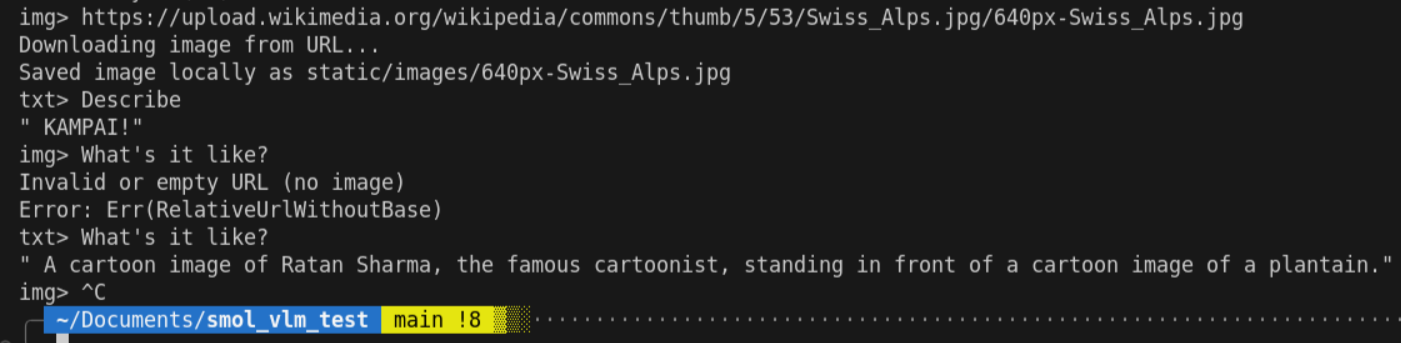 img> https://upload.wikimedia.org/wikipedia/commons/thumb/5/53/Swiss_Alps.jpg/640px-Swiss_Alps.jpg
Downloading image from URL...
Saved image locally as static/images/640px-Swiss_Alps.jpg
txt> Describe
" KAMPAI!"
img> What's it like?
Invalid or empty URL (no image)
Error: Err(RelativeUrlWithoutBase)
txt> What's it like?
" A cartoon image of Ratan Sharma, the famous cartoonist, standing in front of a cartoon image of a plantain."
img> ^C
~/Documents/smol_vlm_test main !8